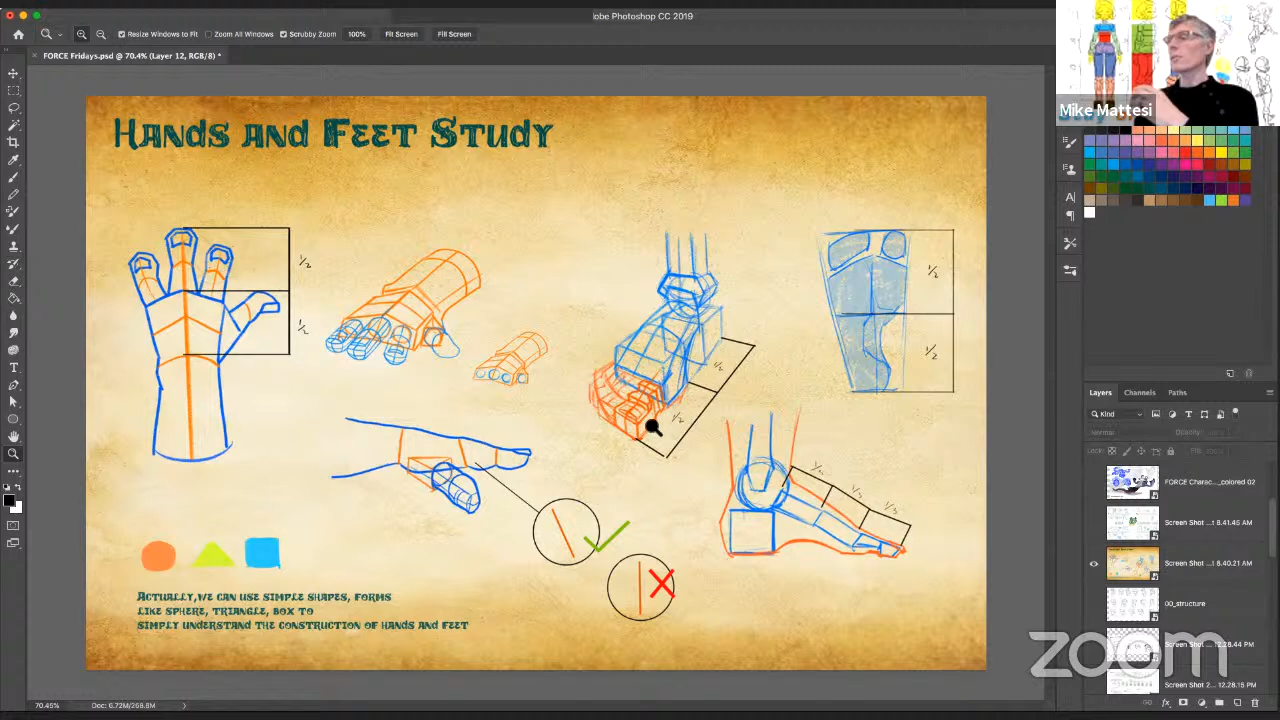 dobe Photoshop CC 2019
Resize Windows to Fit
Zoom All Windows
Scrubby Zoom
100%
Fit Screen
Fill Screen
FORCE Fridays.psd @ 70.4% (Layer 12, RGB/8) *
Mike Mattesi
Hands and Feet Study
1/2
1/2
1/2
1/2
1/2
1/2
1/3
1/3
1/3
Actually,we can use simple shapes, forms
like sphere, triangle, box to
simply understand the construction of hands and feet
Layers
Channels
Paths
Kind
Normal
Lock:
FORCE Charac..._colored 02
Screen Shot ...t 8.41.45 AM
Screen Shot ...t 8.40.21 AM
00_structure
Screen Shot ... 12.28.44 PM
Screen Shot 2... 12.28.15 PM
zoom
70.45%
Doc: 6.72M/268.8M